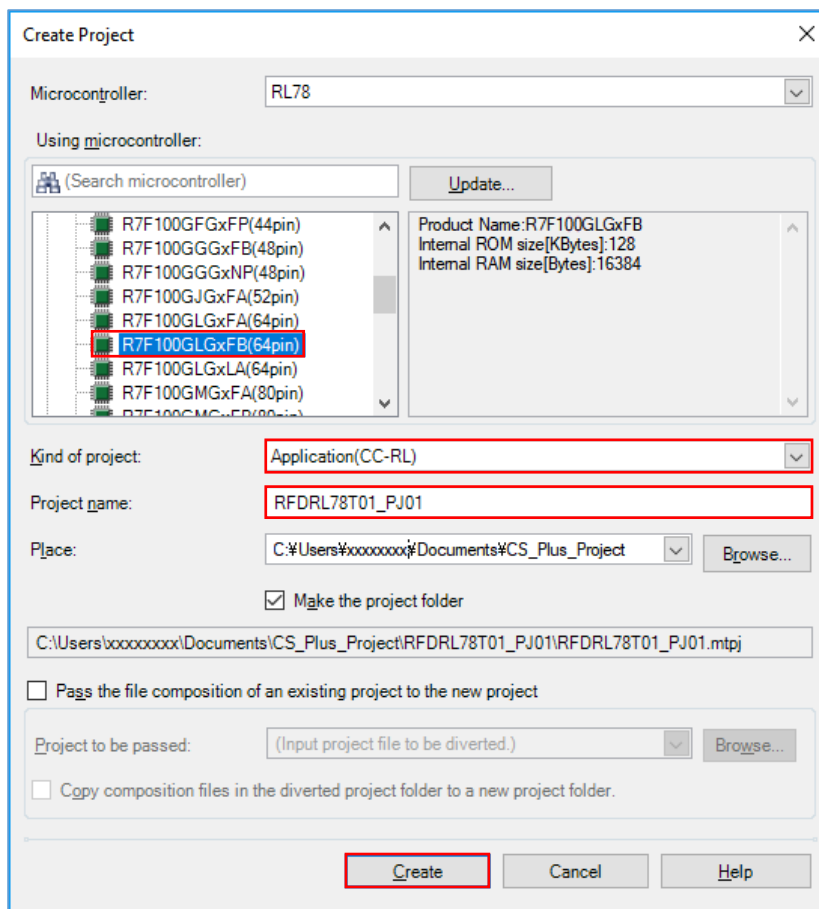 Create Project
Microcontroller:
RL78
Using microcontroller:
(Search microcontroller)
Update...
R7F100GFGxFP(44pin)
R7F100GGGxFB(48pin)
R7F100GGGxNP(48pin)
R7F100GJGxFA(52pin)
R7F100GLGxFA(64pin)
R7F100GLGxFB(64pin)
R7F100GLGxLA(64pin)
R7F100GMGxFA(80pin)
Product Name:R7F100GLGxFB
Internal ROM size[KBytes]:128
Internal RAM size[Bytes]:16384
Kind of project:
Application(CC-RL)
Project name:
RFDRL78T01_PJ01
Place:
C:¥Users¥xxxxxxxx¥Documents¥CS_Plus_Project
Browse...
Make the project folder
C:\Users\xxxxxxxx\Documents\CS_Plus_Project\RFDRL78T01_PJ01\RFDRL78T01_PJ01.mtpj
Pass the file composition of an existing project to the new project
Project to be passed:
(Input project file to be diverted.)
Browse...
Copy composition files in the diverted project folder to a new project folder.
Create
Cancel
Help